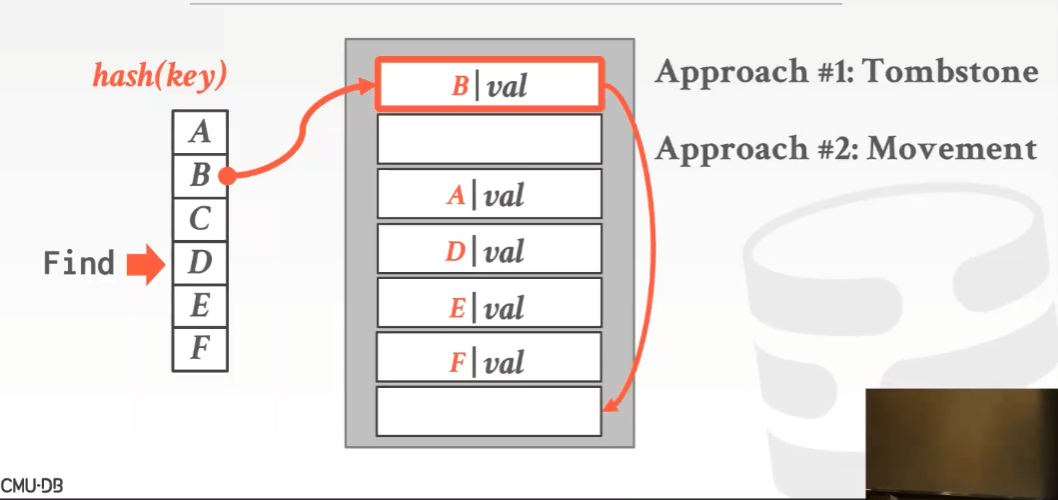 hash(key)
A
B
C
D
E
F
Find
B|val
A|val
D|val
E|val
F|val
Approach #1: Tombstone
Approach #2: Movement
CMU·DB